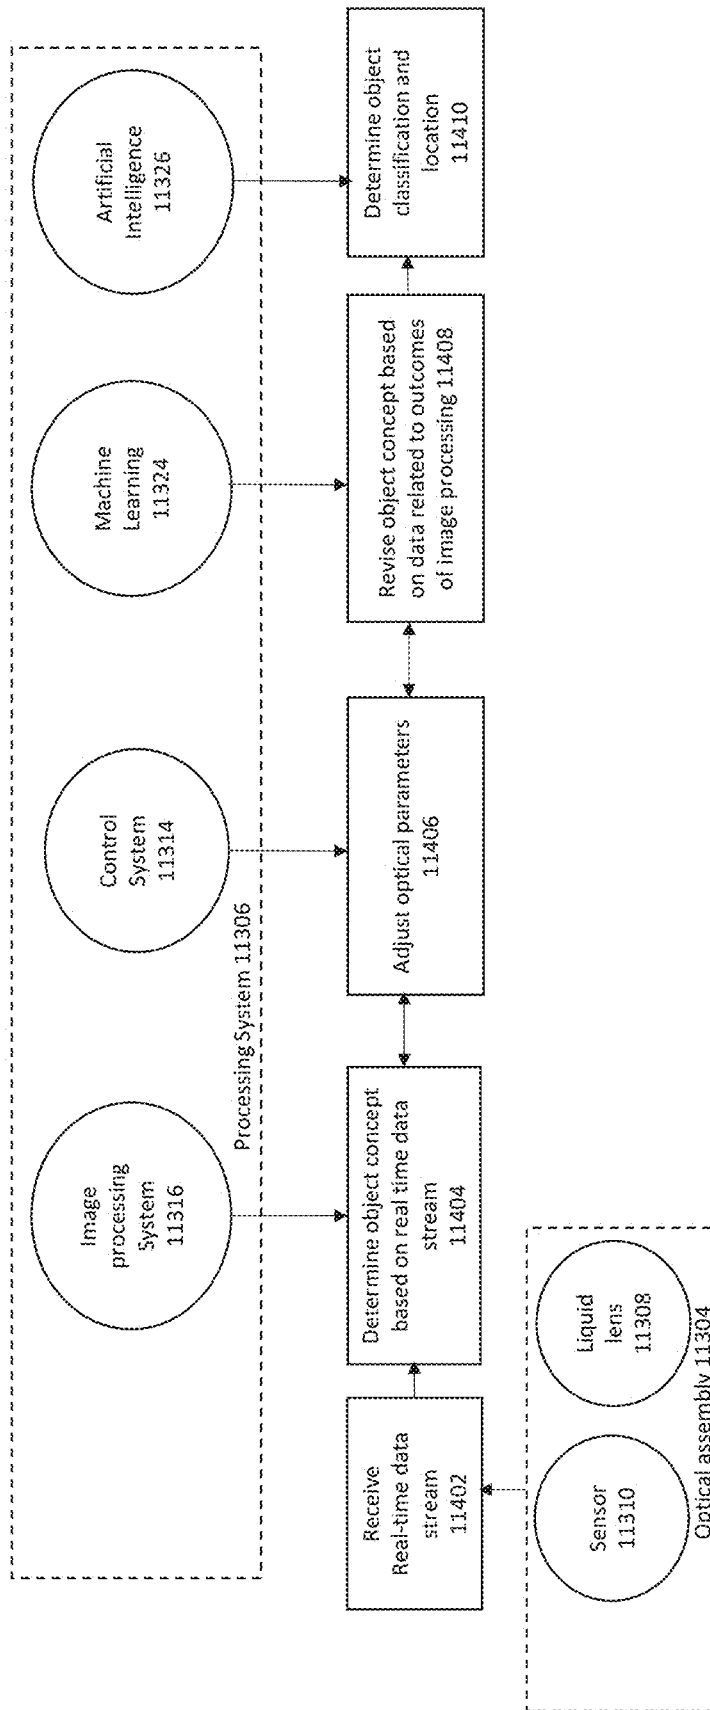 Image
processing
System
11316
Control
System
11314
Machine
Learning
11324
Artificial
Intelligence
11326
Processing System 11306
Receive
Real-time data
stream
11402
Determine object concept
based on real time data
stream
11404
Adjust optical parameters
11406
Revise object concept based
on data related to outcomes
of image processing 11408
Determine object
classification and
location
11410
Sensor
11310
Liquid
lens
11308
Optical assembly 11304